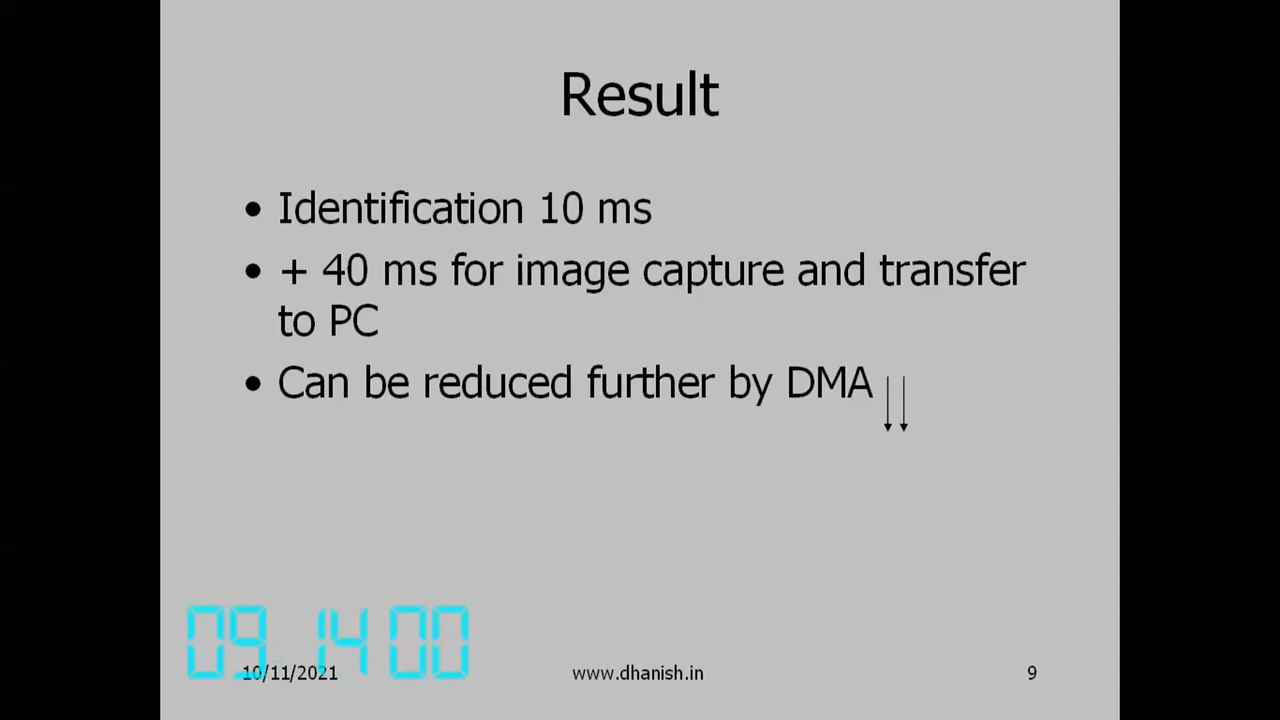 Result
• Identification 10 ms
• + 40 ms for image capture and transfer
to PC
• Can be reduced further by DMA
09 14 00
10/11/2021
www.dhanish.in
9